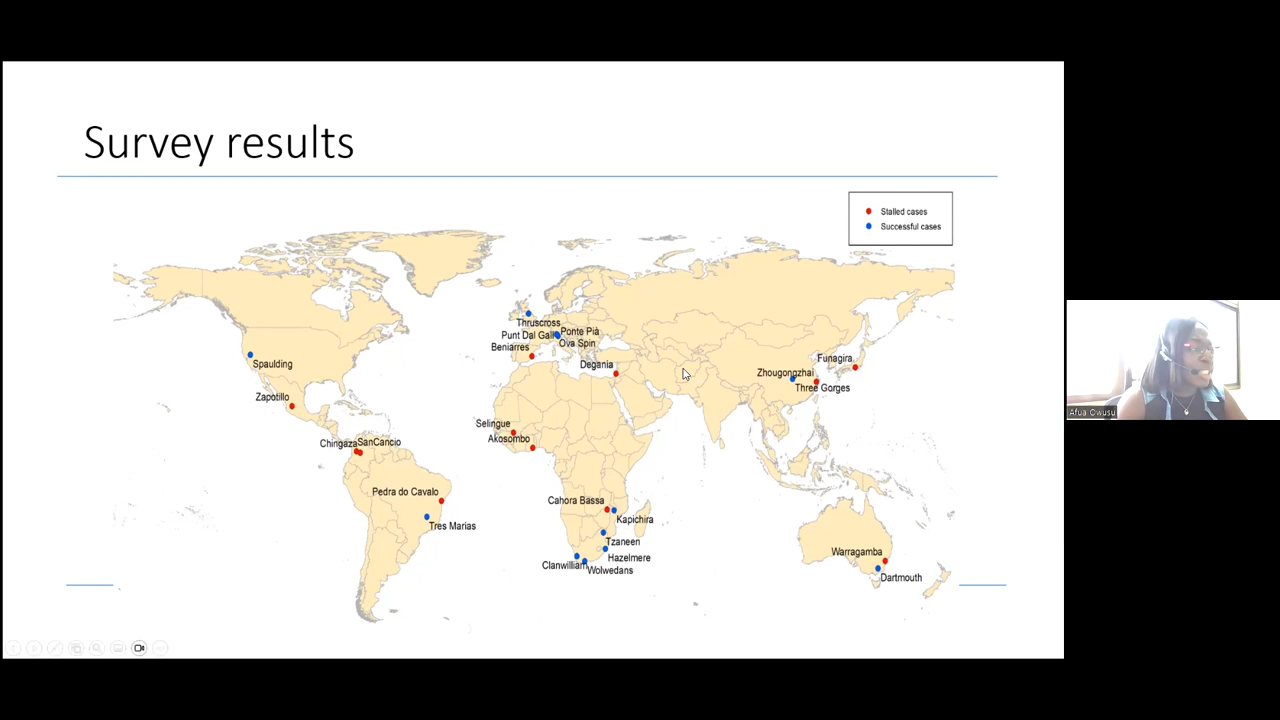 Survey results
Stalled cases
Successful cases
Thruscross
Punt Dal Gall
Ponte Pià
Ova Spin
Beniarres
Degania
Spaulding
Zapotillo
Funagira
Zhougongzhai
Three Gorges
Selingue
Akosombo
Chingaza
SanCancio
Pedra do Cavalo
Tres Marias
Cahora Bassa
Kapichira
Tzaneen
Hazelmere
Clanwilliam
Wolwedans
Warragamba
Dartmouth
Afua Owusu